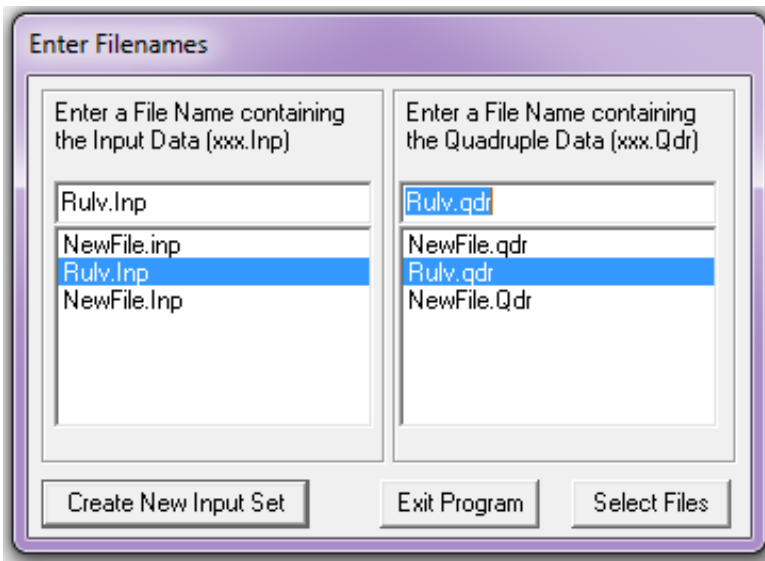 Enter Filenames
Enter a File Name containing
the Input Data (xxx.Inp)
Rulv.Inp
NewFile.inp
Rulv.Inp
NewFile.Inp
Enter a File Name containing
the Quadruple Data (xxx.Qdr)
Rulv.qdr
NewFile.qdr
Rulv.qdr
NewFile.Qdr
Create New Input Set
Exit Program
Select Files